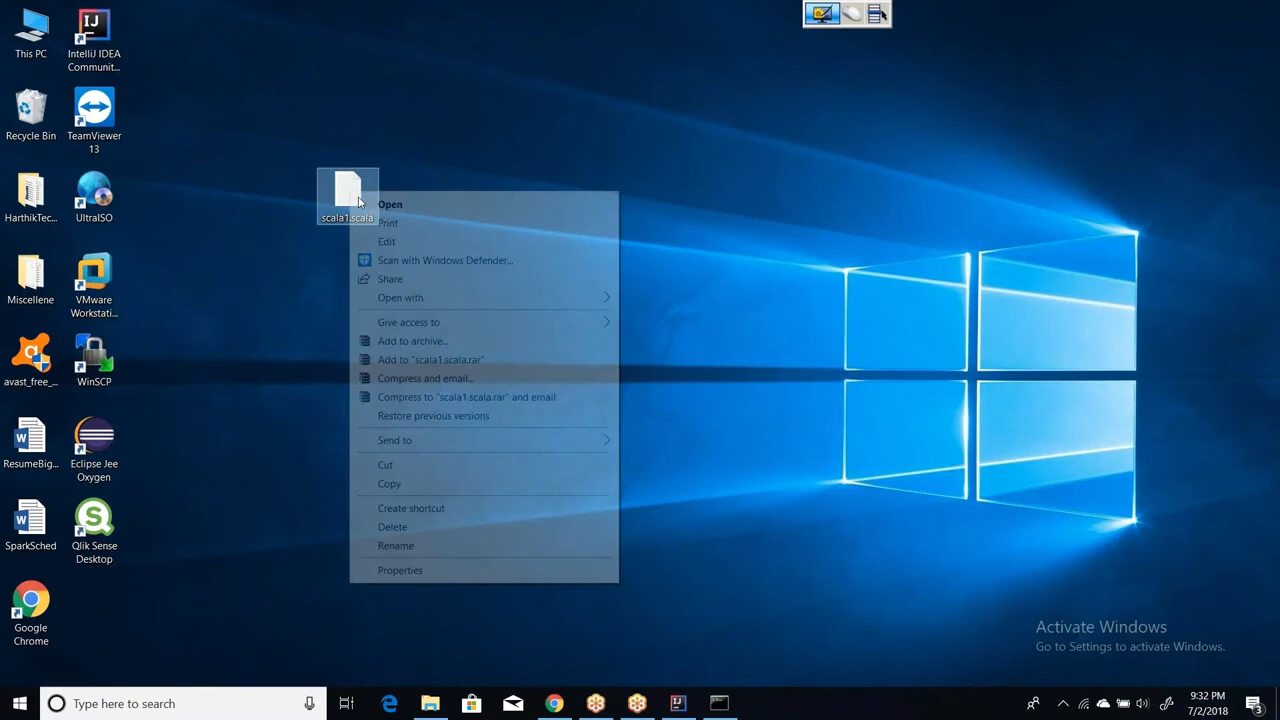 This PC
IntelliJ IDEA
Communit...
Recycle Bin
TeamViewer
13
HarthikTec...
UltraISO
Miscellene
VMware
Workstati...
avast_free_...
WinSCP
ResumeBig...
Eclipse Jee
Oxygen
SparkSched
Qlik Sense
Desktop
Google
Chrome
scala1.scala
Open
Print
Edit
Scan with Windows Defender...
Share
Open with
Give access to
Add to archive...
Add to "scala1.scala.rar"
Compress and email...
Compress to "scala1.scala.rar" and email
Restore previous versions
Send to
Cut
Copy
Create shortcut
Delete
Rename
Properties
Activate Windows
Go to Settings to activate Windows.
Type here to search
9:32 PM
7/2/2018
3